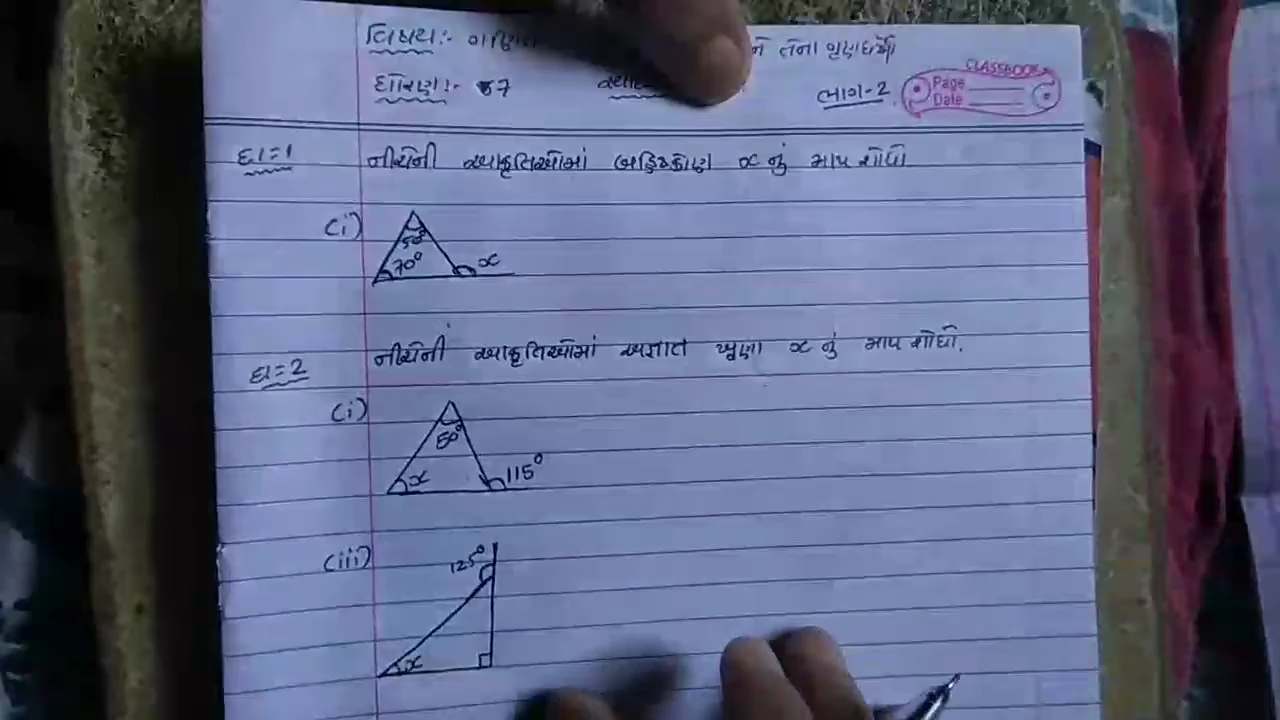 વિષય:- ગણિત ને તેના ગુણધર્મો
ધોરણ:- 7 ભાગ-2
CLASSBOOK
Page
Date
દા=1 નીચેની આકૃતિઓમાં બહિષ્કોણ x નું માપ શોધો
(i) 50° 70° x
દા=2 નીચેની આકૃતિઓમાં અજ્ઞાત ખૂણા x નું માપ શોધો.
(i) 50° x 115°
(iii) 125° x